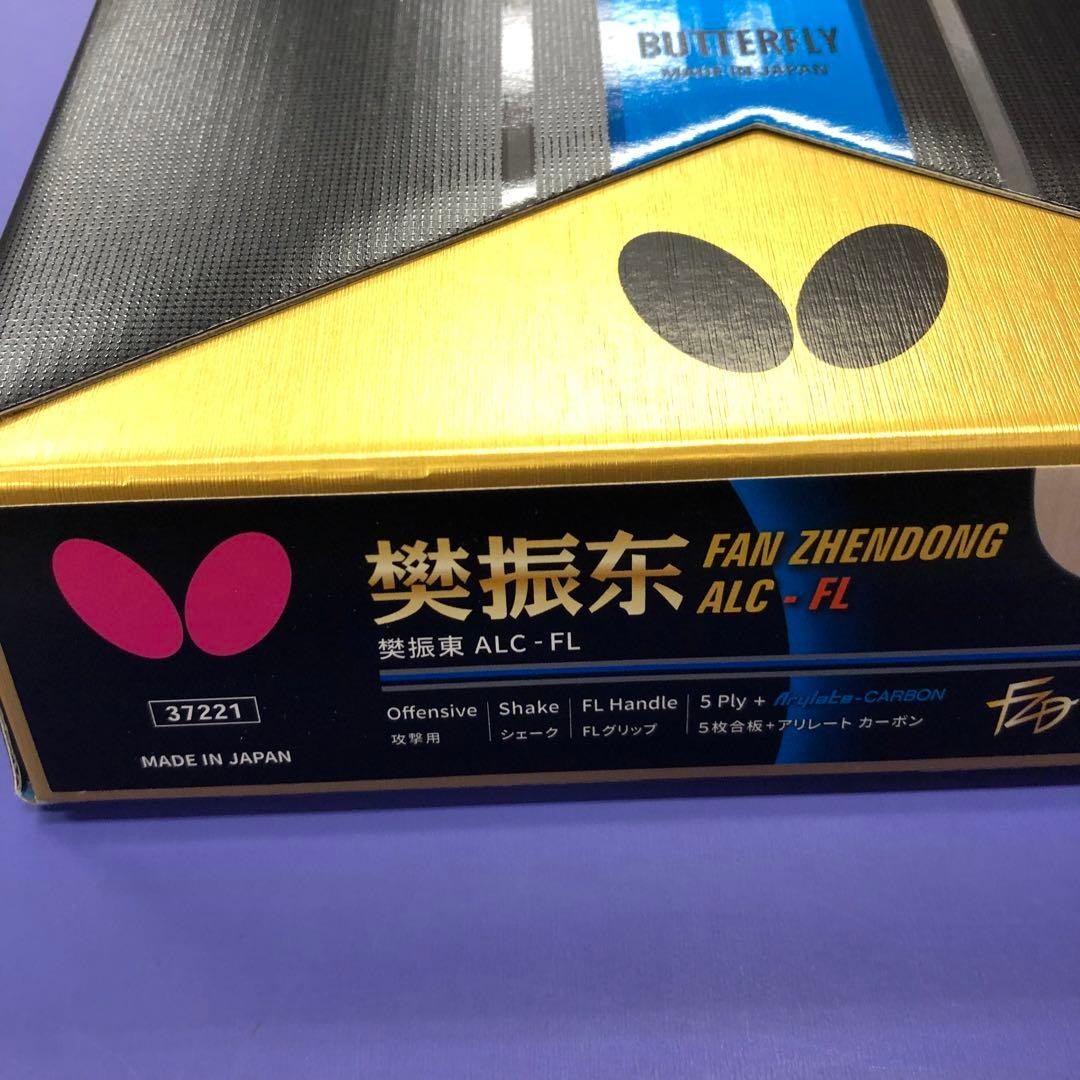 BUTTERFLY
MADE IN JAPAN
樊振东 FAN ZHENDONG
ALC - FL
樊振東 ALC - FL
37221
MADE IN JAPAN
Offensive
攻撃用
Shake
シェーク
FL Handle
FLグリップ
5 Ply + Arylate-CARBON
5枚合板+アリレート カーボン
FZD